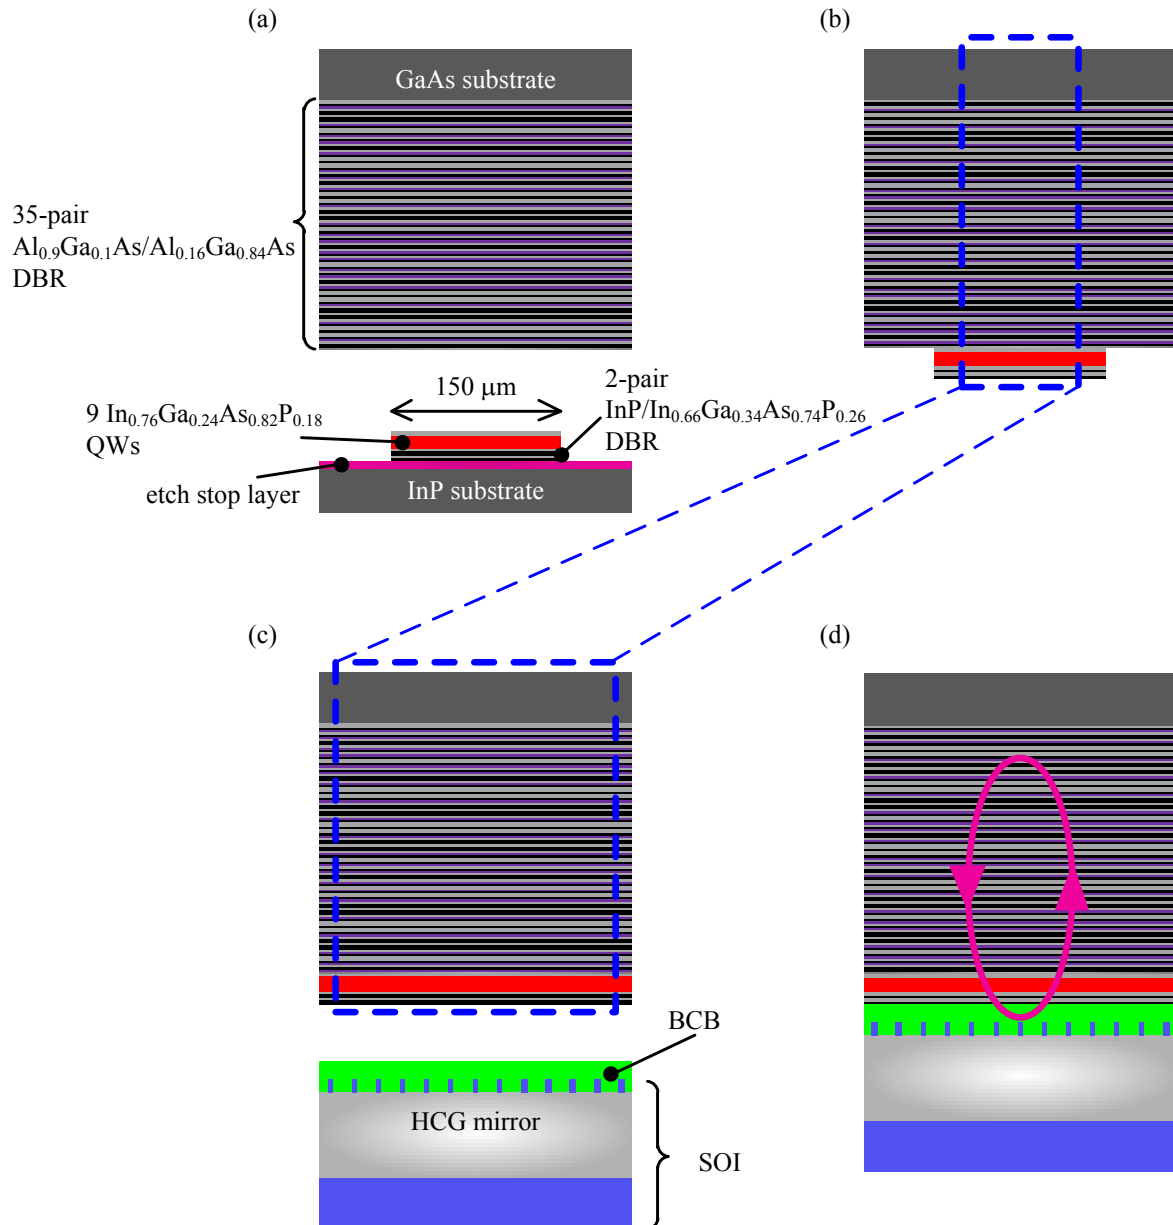 (a)
(b)
GaAs substrate
35-pair
Al0.9Ga0.1As/Al0.16Ga0.84As
DBR
150 μm
2-pair
InP/In0.66Ga0.34As0.74P0.26
DBR
9 In0.76Ga0.24As0.82P0.18
QWs
etch stop layer
InP substrate
(c)
(d)
BCB
HCG mirror
SOI